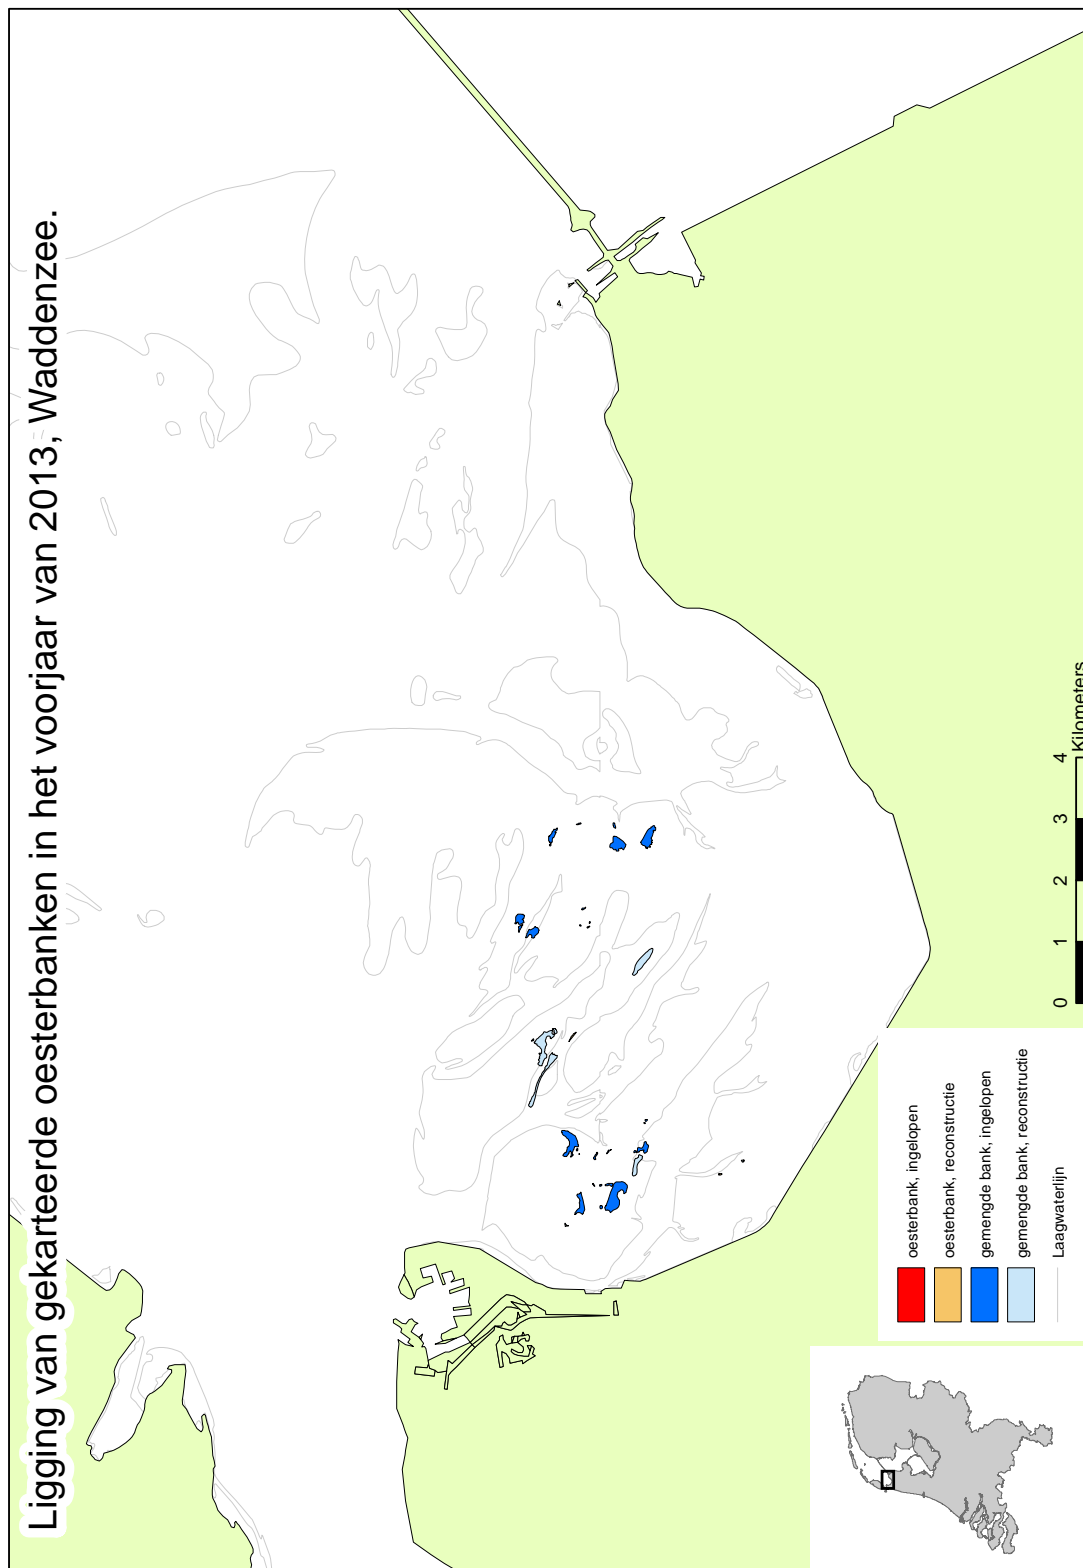 Ligging van gekarteerde oesterbanken in het voorjaar van 2013, Waddenzee.
oesterbank, ingelopen
oesterbank, reconstructie
gemengde bank, ingelopen
gemengde bank, reconstructie
Laagwaterlijn
0 1 2 3 4
Kilometers